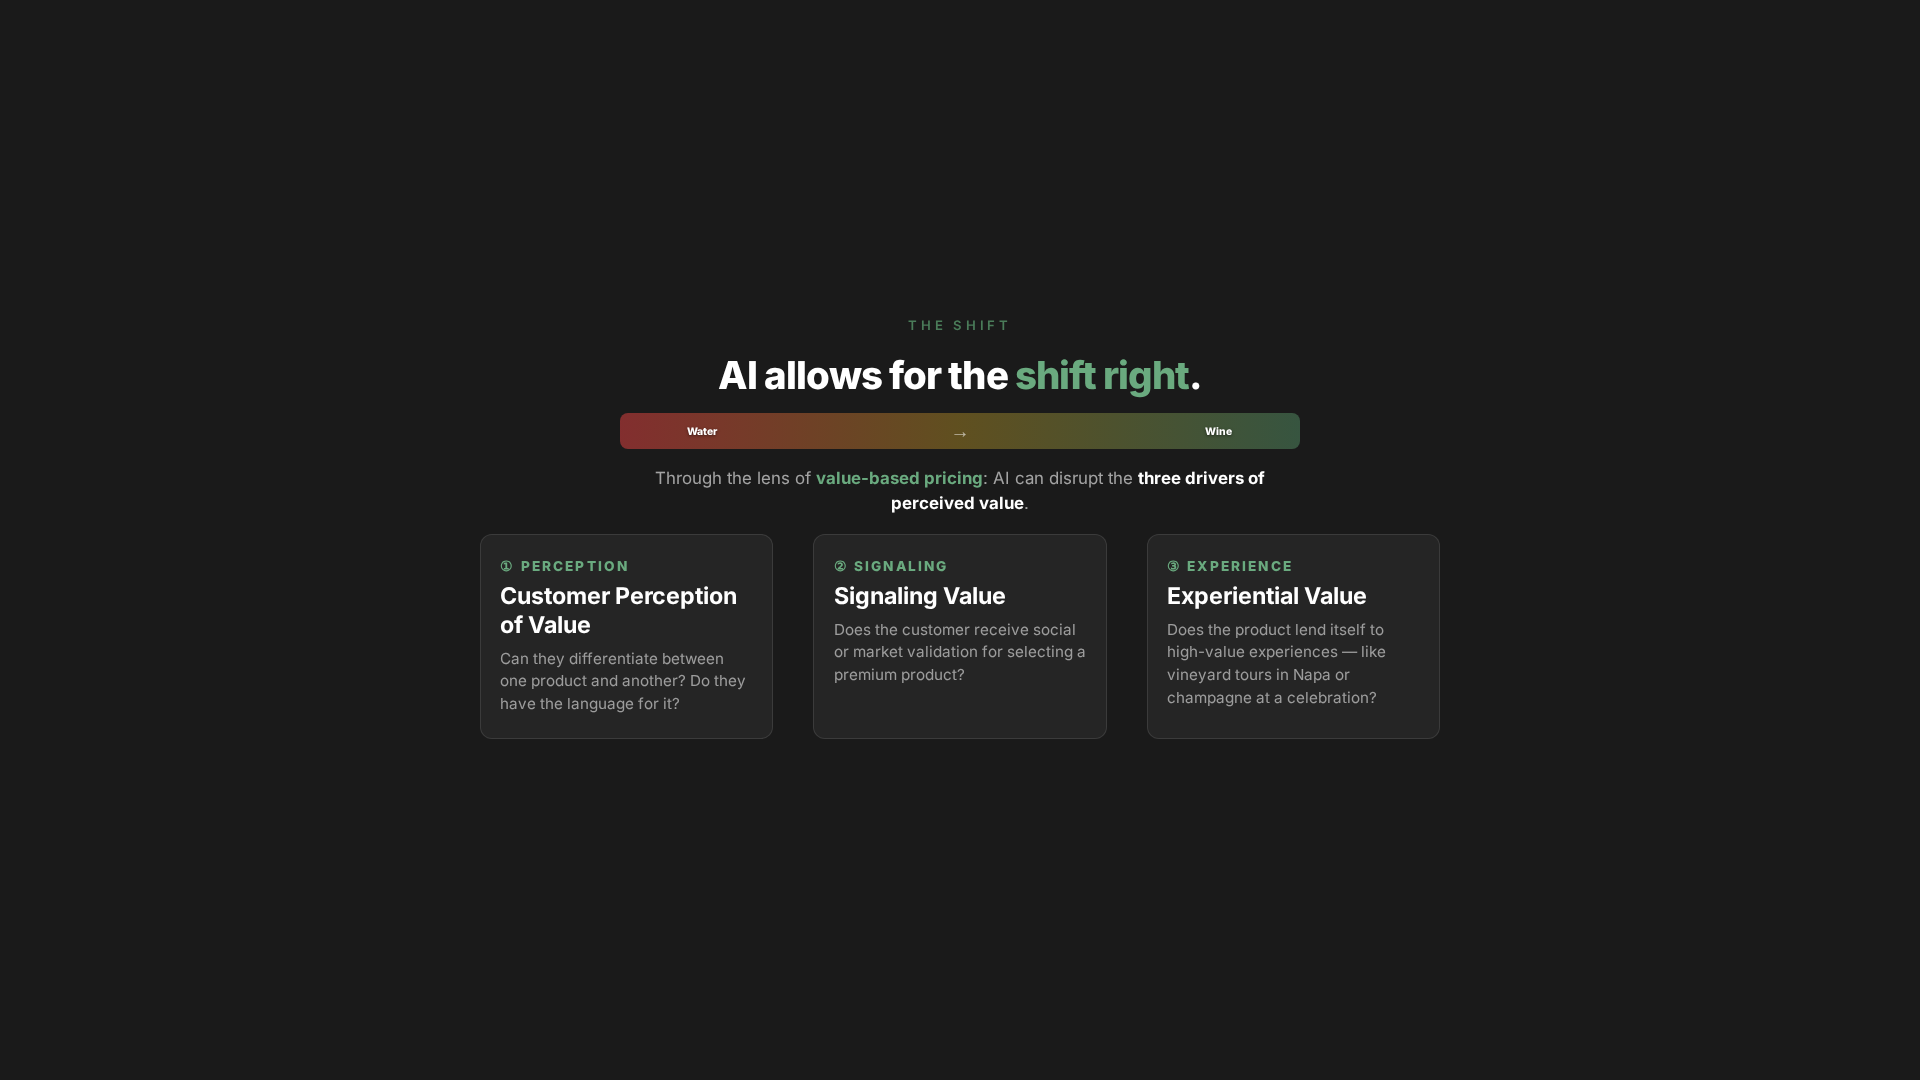 THE SHIFT
AI allows for the shift right.
Water → Wine
Through the lens of value-based pricing: AI can disrupt the three drivers of
perceived value.
① PERCEPTION
Customer Perception
of Value
Can they differentiate between
one product and another? Do they
have the language for it?
② SIGNALING
Signaling Value
Does the customer receive social
or market validation for selecting a
premium product?
③ EXPERIENCE
Experiential Value
Does the product lend itself to
high-value experiences — like
vineyard tours in Napa or
champagne at a celebration?